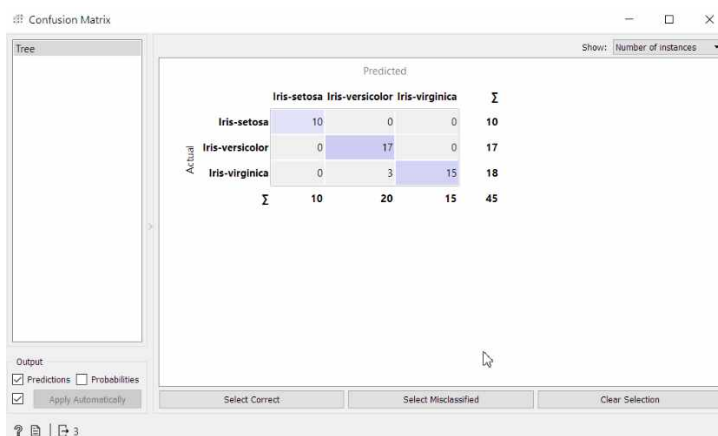 Confusion Matrix
Tree
Show: Number of instances
Predicted
Iris-setosa Iris-versicolor Iris-virginica Σ
Actual
Iris-setosa 10 0 0 10
Iris-versicolor 0 17 0 17
Iris-virginica 0 3 15 18
Σ 10 20 15 45
Output
Predictions Probabilities
Apply Automatically
Select Correct Select Misclassified Clear Selection
? 3